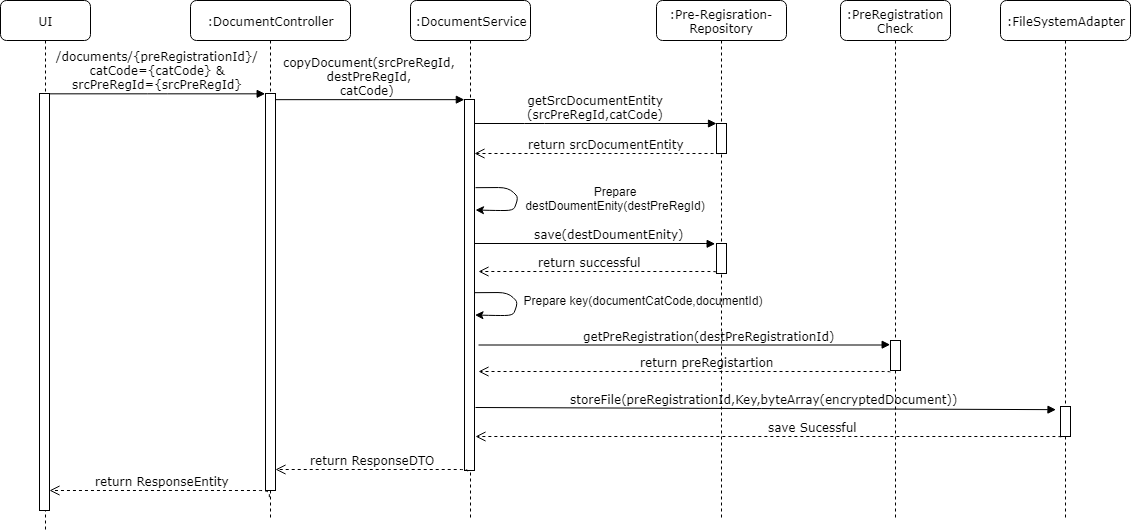 UI
:DocumentController
:DocumentService
:Pre-Regisration-
Repository
:PreRegistration
Check
:FileSystemAdapter
/documents/{preRegistrationId}/
catCode={catCode} &
srcPreRegId={srcPreRegId}
copyDocument(srcPreRegId,
destPreRegId,
catCode)
getSrcDocumentEntity
(srcPreRegId,catCode)
return srcDocumentEntity
Prepare
destDoumentEnity(destPreRegId)
save(destDoumentEnity)
return successful
Prepare key(documentCatCode,documentId)
getPreRegistration(destPreRegistrationId)
return preRegistartion
storeFile(preRegistrationId,Key,byteArray(encryptedDocument))
save Sucessful
return ResponseDTO
return ResponseEntity